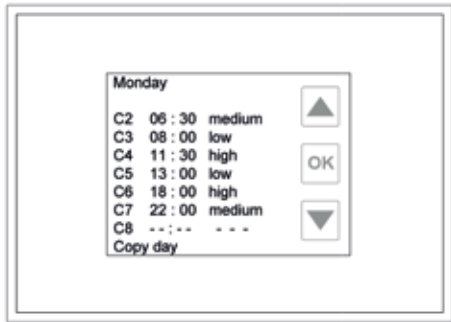 Monday
C2 06 : 30 medium
C3 08 : 00 low
C4 11 : 30 high
C5 13 : 00 low
C6 18 : 00 high
C7 22 : 00 medium
C8 - - : - - - - -
Copy day
OK